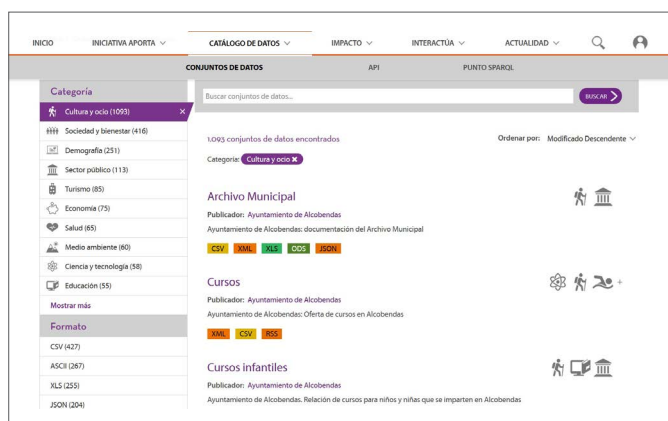 INICIO INICIATIVA APORTA CATÁLOGO DE DATOS IMPACTO INTERACTÚA ACTUALIDAD
CONJUNTOS DE DATOS API PUNTO SPARQL
Categoría
Cultura y ocio (1093) ×
Sociedad y bienestar (416)
Demografía (251)
Sector público (113)
Turismo (85)
Economía (75)
Salud (65)
Medio ambiente (60)
Ciencia y tecnología (58)
Educación (55)
Mostrar más
Formato
CSV (427)
ASCII (267)
XLS (255)
JSON (204)
Buscar conjuntos de datos... BUSCAR
1.093 conjuntos de datos encontrados Ordenar por: Modificado Descendente
Categoría: Cultura y ocio ×
Archivo Municipal
Publicador: Ayuntamiento de Alcobendas
Ayuntamiento de Alcobendas: documentación del Archivo Municipal
CSV XML XLS ODS JSON
Cursos
+
Publicador: Ayuntamiento de Alcobendas
Ayuntamiento de Alcobendas: Oferta de cursos en Alcobendas
XML CSV RSS
Cursos infantiles
Publicador: Ayuntamiento de Alcobendas
Ayuntamiento de Alcobendas. Relación de cursos para niños y niñas que se imparten en Alcobendas